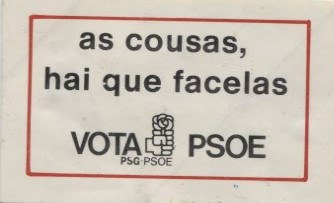 as cousas,
hai que facelas
VOTA PSOE
PSG-PSOE